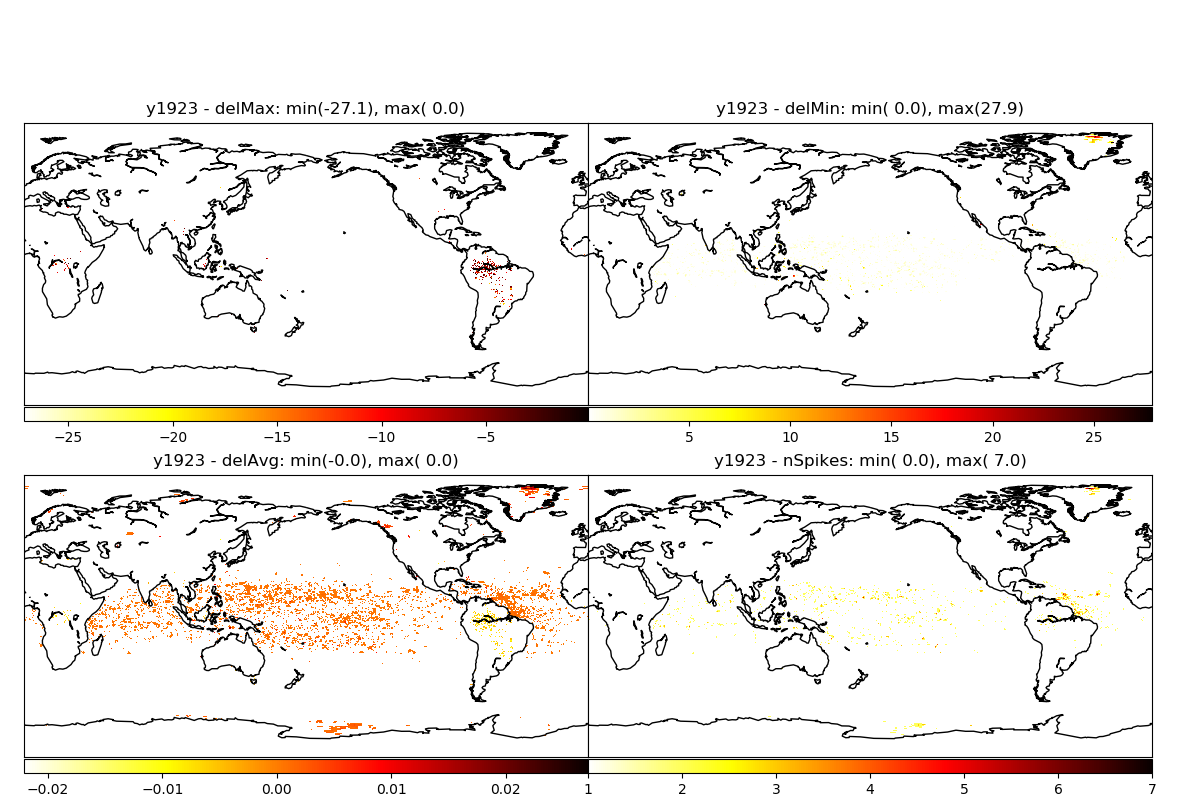 y1923 - delMax: min(-27.1), max( 0.0)
y1923 - delMin: min( 0.0), max(27.9)
−25 −20 −15 −10 −5
5 10 15 20 25
y1923 - delAvg: min(-0.0), max( 0.0)
y1923 - nSpikes: min( 0.0), max( 7.0)
−0.02 −0.01 0.00 0.01 0.02
1 2 3 4 5 6 7